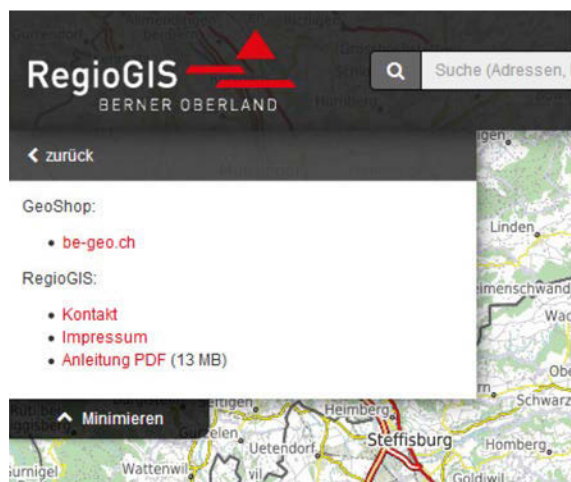 RegioGIS
BERNER OBERLAND
Suche (Adressen,
zurück
GeoShop:
• be-geo.ch
RegioGIS:
• Kontakt
• Impressum
• Anleitung PDF (13 MB)
Minimieren
Linden
Schwarz
Heimberg
Steffisburg
Uetendorf
Homberg
Wattenwil
Goldiwil